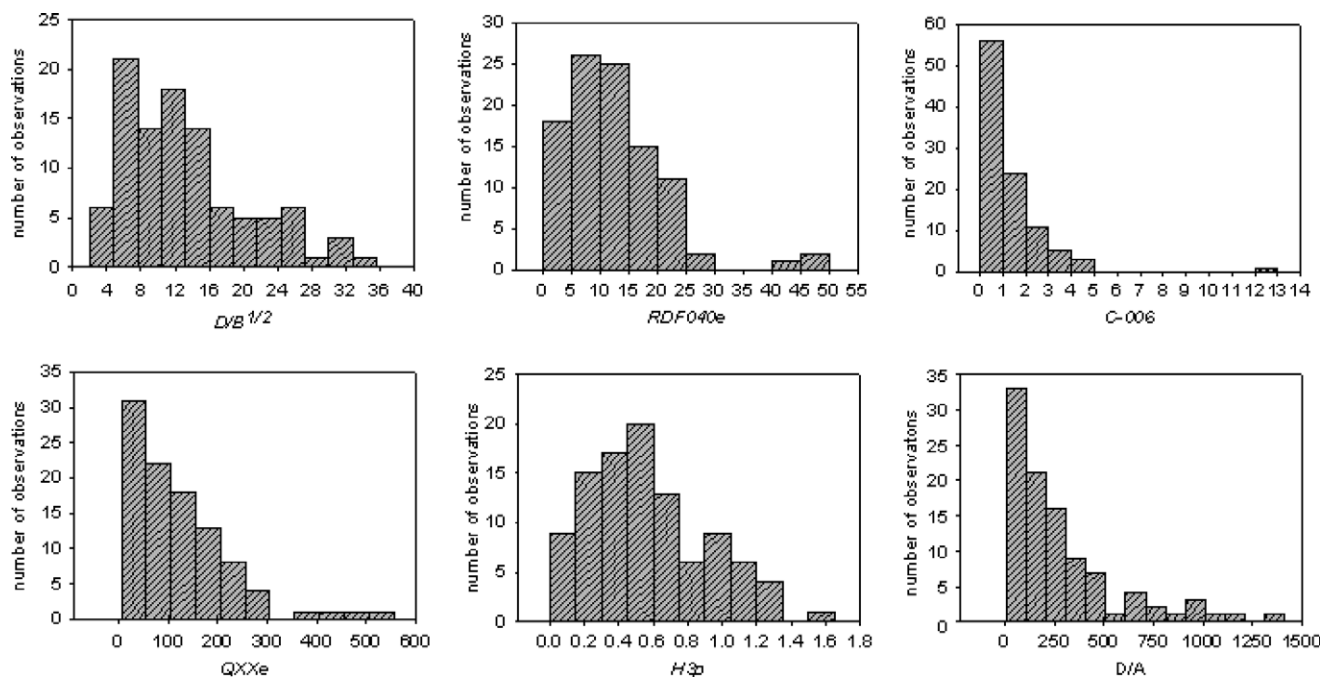 25
20
15
10
5
0
number of observations
0 4 8 12 16 20 24 28 32 36 40
D/B 1/2
30
25
20
15
10
5
0
number of observations
0 5 10 15 20 25 30 35 40 45 50 55
RDF040e
60
50
40
30
20
10
0
number of observations
0 1 2 3 4 5 6 7 8 9 10 11 12 13 14
C-006
35
30
25
20
15
10
5
0
number of observations
0 100 200 300 400 500 600
QXXe
25
20
15
10
5
0
number of observations
0.0 0.2 0.4 0.6 0.8 1.0 1.2 1.4 1.6 1.8
H3p
35
30
25
20
15
10
5
0
number of observatons
0 250 500 750 1000 1250 1500
D/A